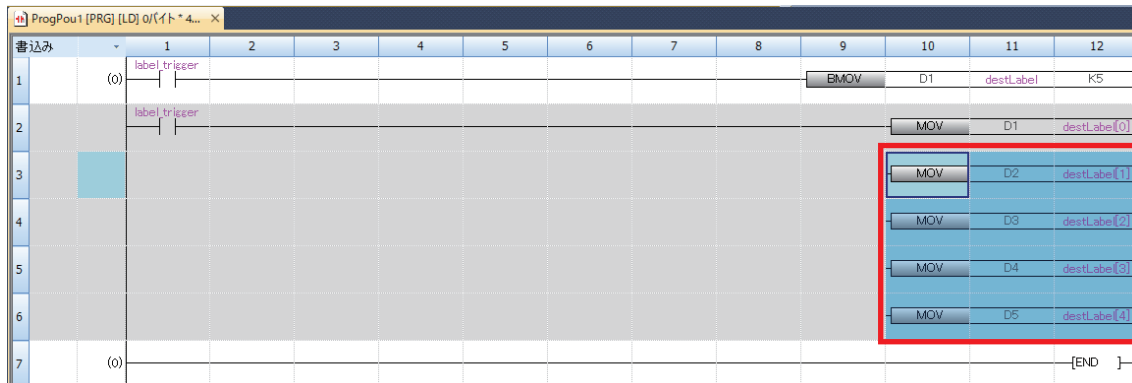 ProgPou1 [PRG] [LD] 0バイト * 4... ×
書込み 1 2 3 4 5 6 7 8 9 10 11 12
label_trigger
1 (0) BMOV D1 destLabel K5
label_trigger
2 MOV D1 destLabel[0]
3 MOV D2 destLabel[1]
4 MOV D3 destLabel[2]
5 MOV D4 destLabel[3]
6 MOV D5 destLabel[4]
7 (0) [END ]